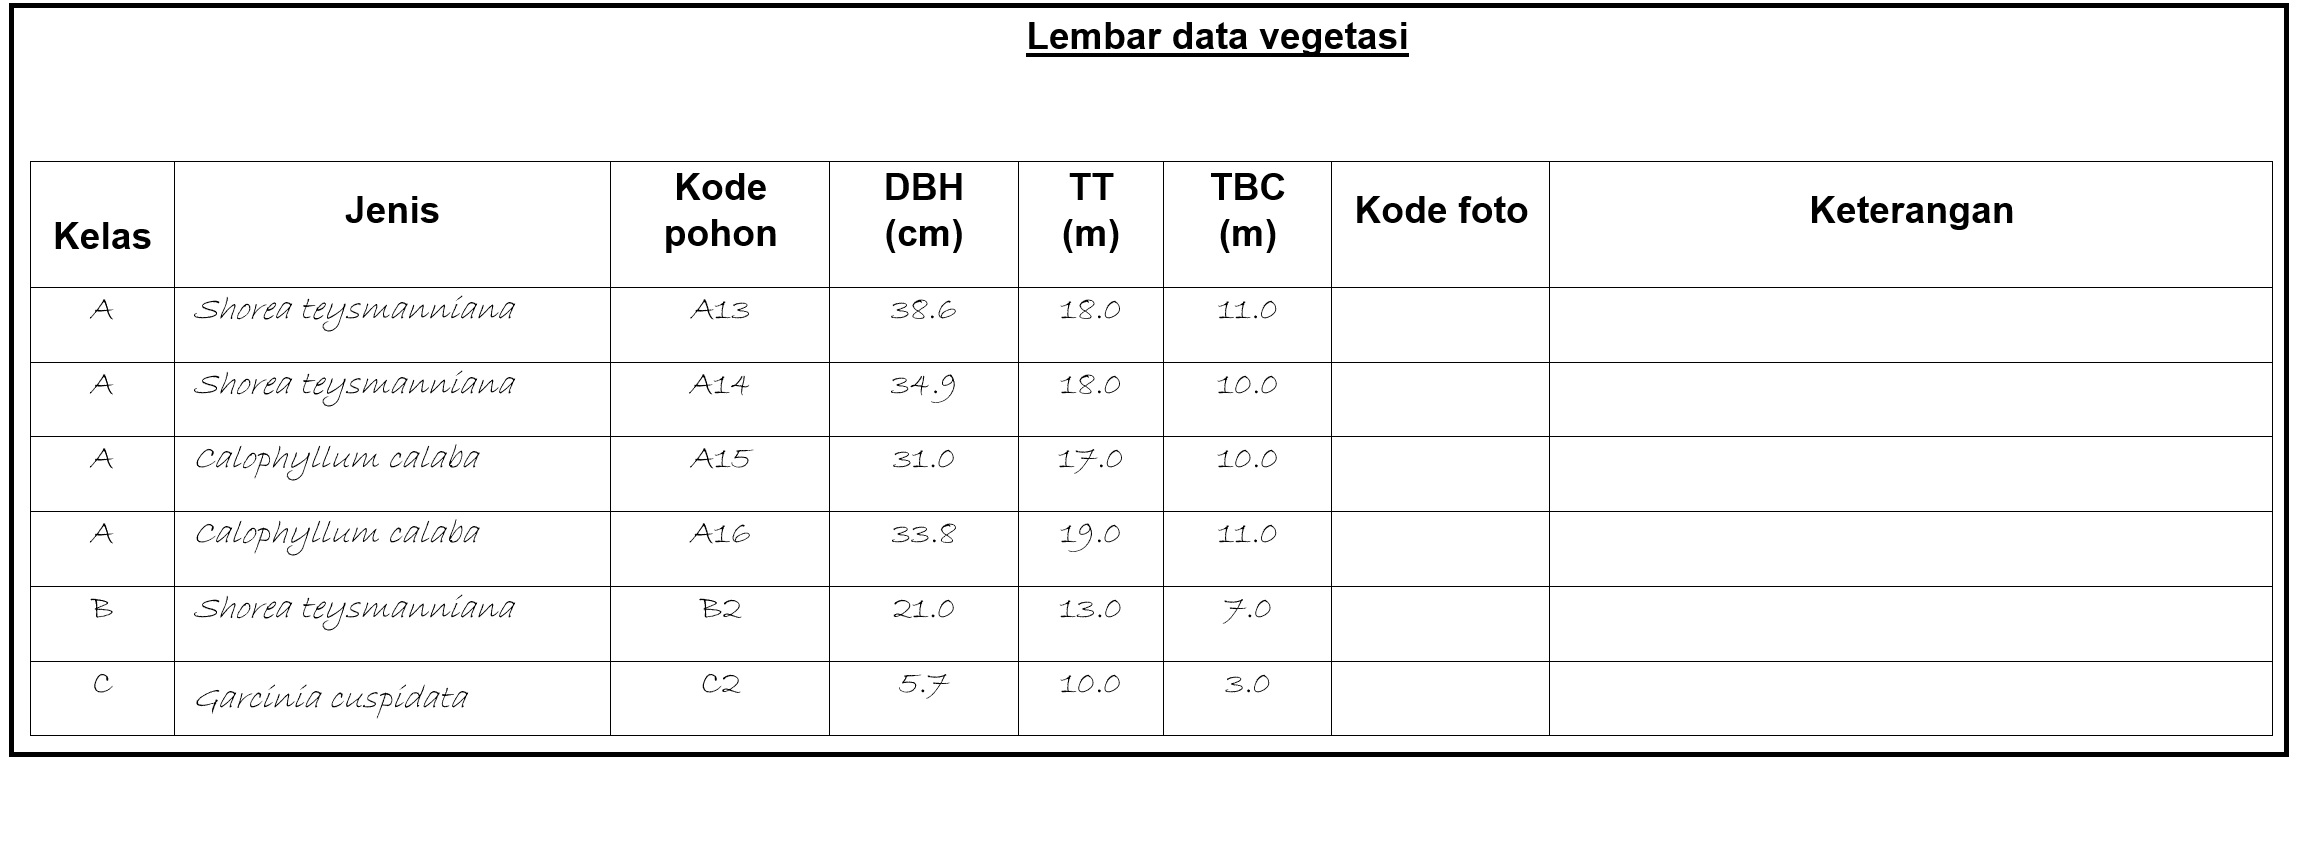 Lembar data vegetasi
Kelas Jenis Kode pohon DBH (cm) TT (m) TBC (m) Kode foto Keterangan
A Shorea teysmanniana A13 38.6 18.0 11.0
A Shorea teysmanniana A14 34.9 18.0 10.0
A Calophyllum calaba A15 31.0 17.0 10.0
A Calophyllum calaba A16 33.8 19.0 11.0
B Shorea teysmanniana B2 21.0 13.0 7.0
C Garcinia cuspidata C2 5.7 10.0 3.0